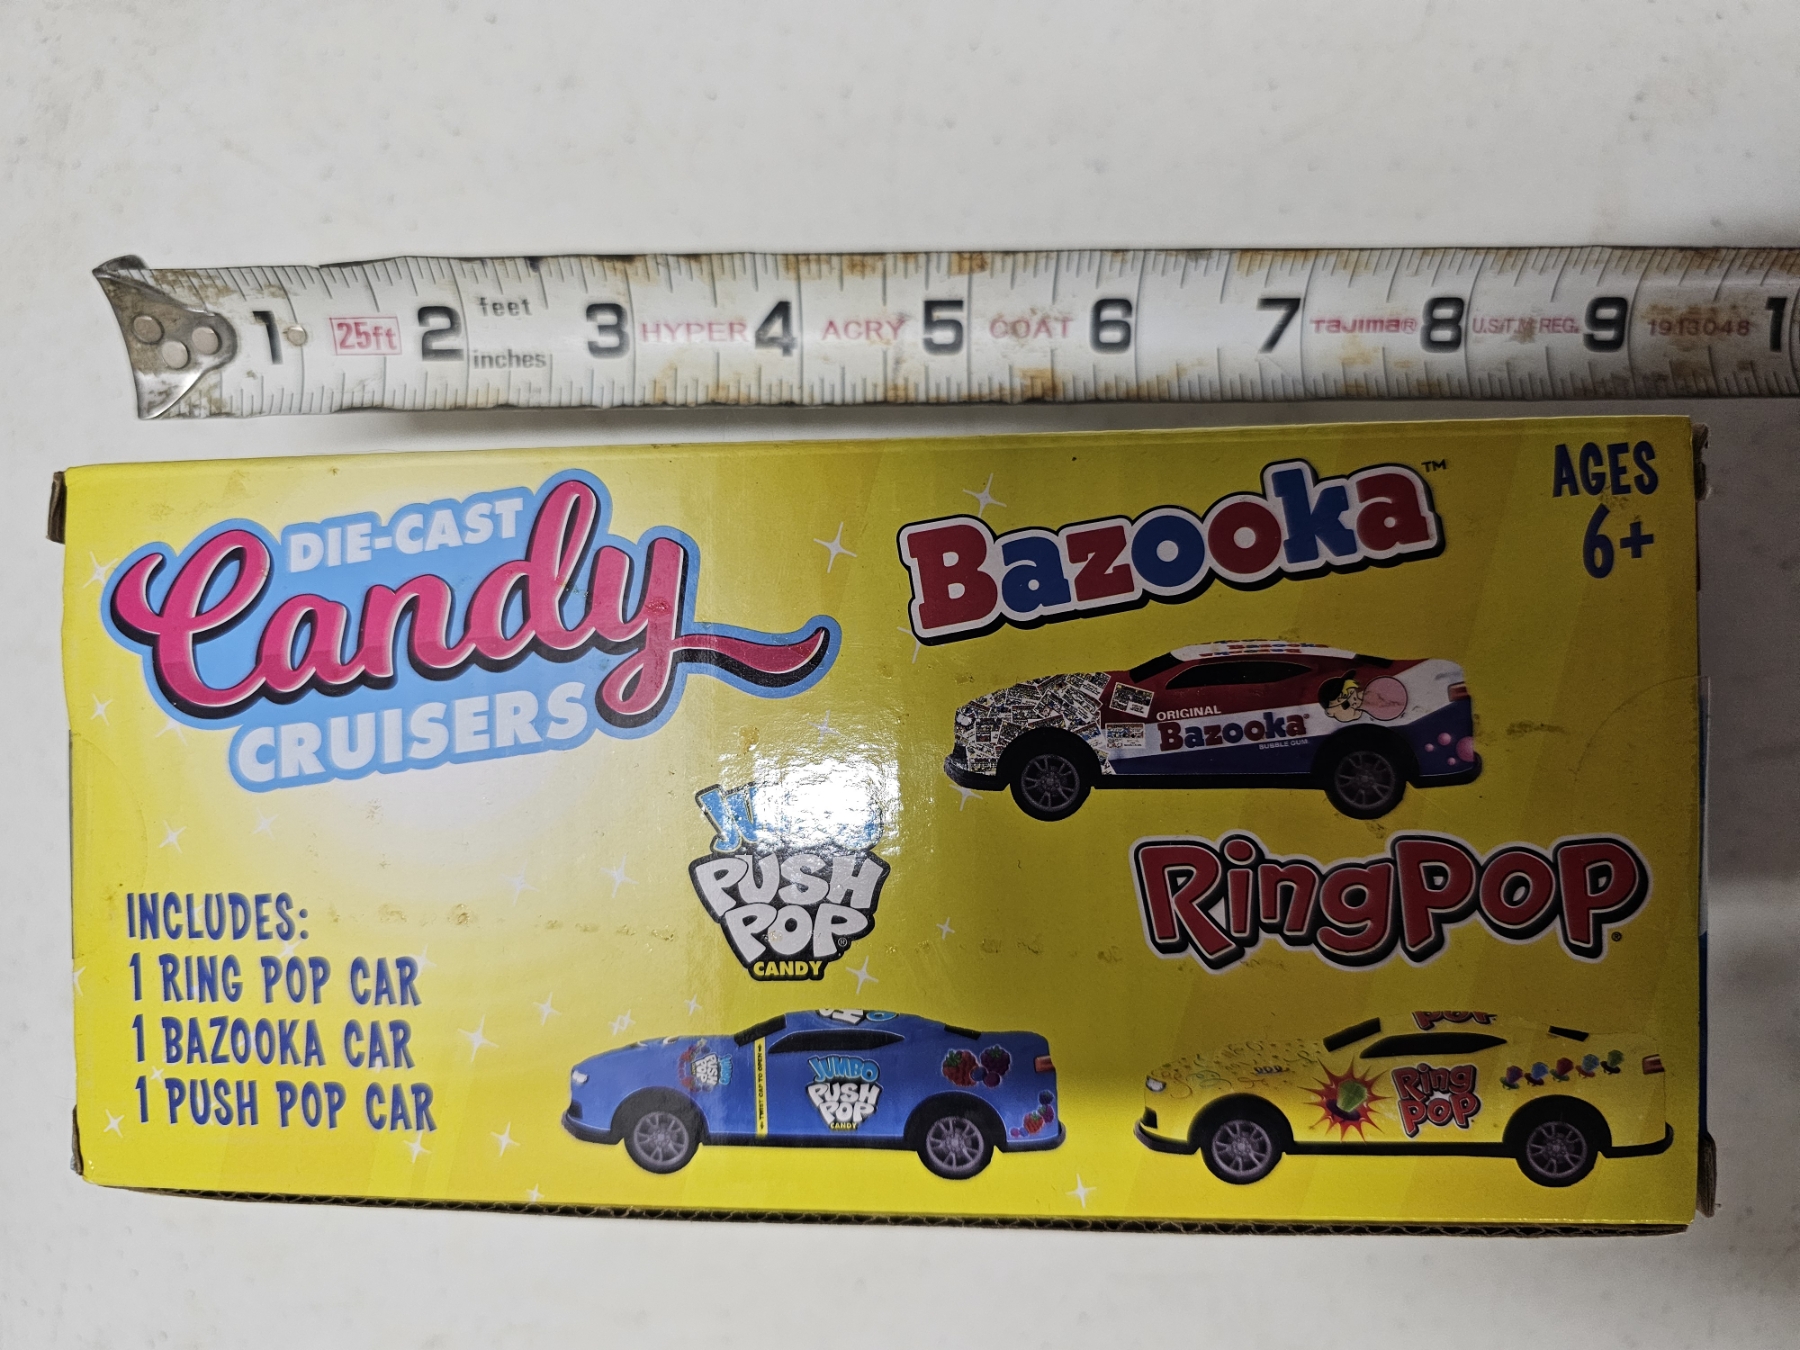 1 25ft 2 feet inches 3 HYPER 4 ACRY 5 COAT 6 7 TaJima® 8 9 1913048 1
DIE-CAST
Candy
CRUISERS
Bazooka™
AGES
6+
ORIGINAL
Bazooka
BUBBLE GUM
PUSH
POP®
CANDY
RingPOP®
INCLUDES:
1 RING POP CAR
1 BAZOOKA CAR
1 PUSH POP CAR
JUMBO
PUSH
POP
CANDY
Ring
POP